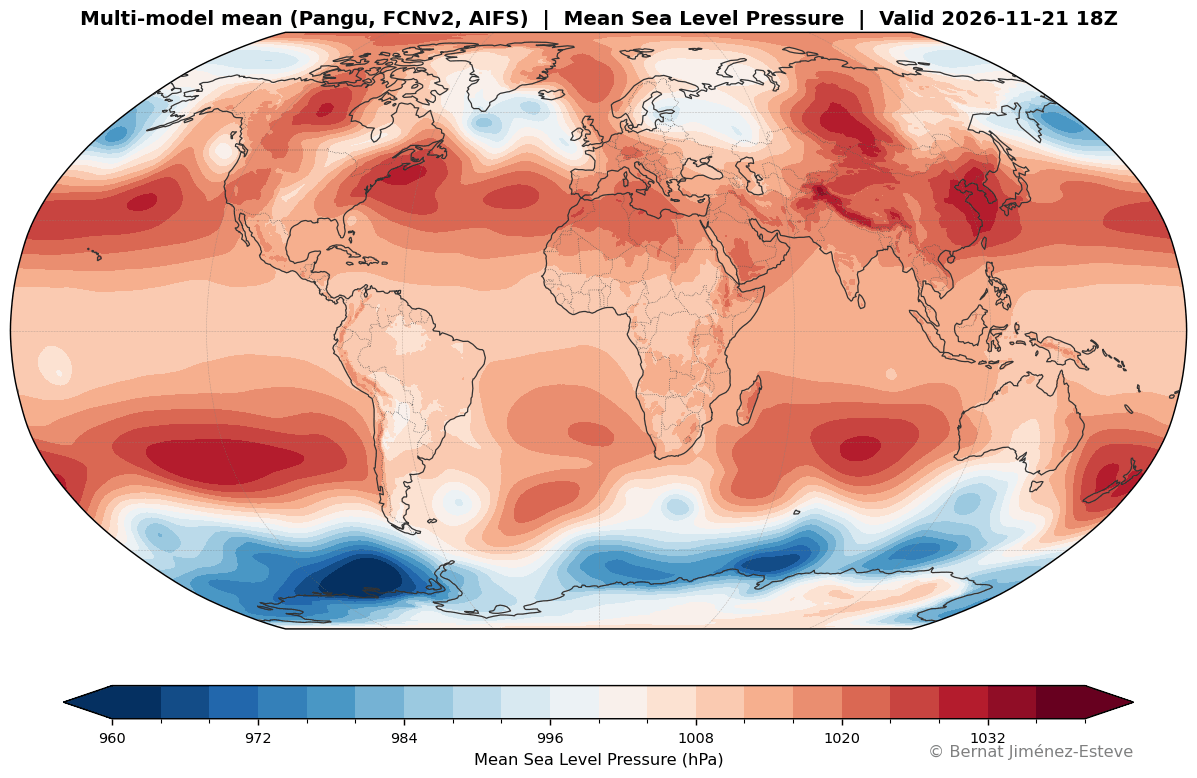 Multi-model mean (Pangu, FCNv2, AIFS)  |  Mean Sea Level Pressure  |  Valid 2026-11-21 18Z
960 972 984 996 1008 1020 1032
Mean Sea Level Pressure (hPa)
© Bernat Jiménez-Esteve